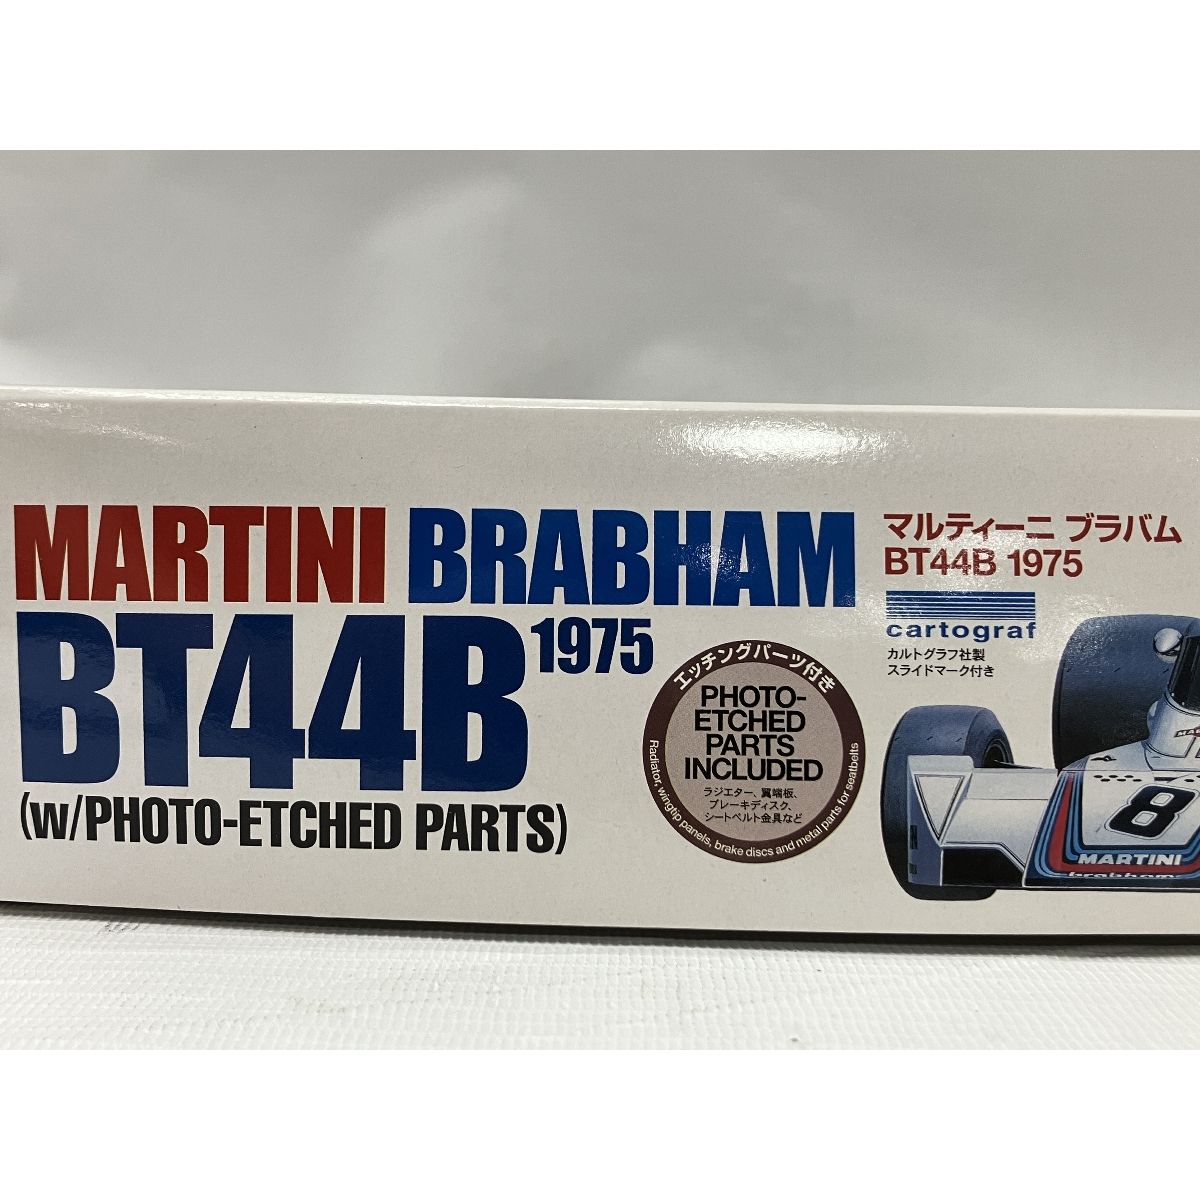 MARTINI BRABHAM
BT44B 1975
(w/PHOTO-ETCHED PARTS)
エッチングパーツ付き
PHOTO-
ETCHED
PARTS
INCLUDED
ラジエター、翼端板、
ブレーキディスク、
シートベルト金具など
Radiator, wingtip panels, brake discs and metal parts for seatbelts
マルティーニ ブラバム
BT44B 1975
cartograf
カルトグラフ社製
スライドマーク付き
8
MARTINI
brabham